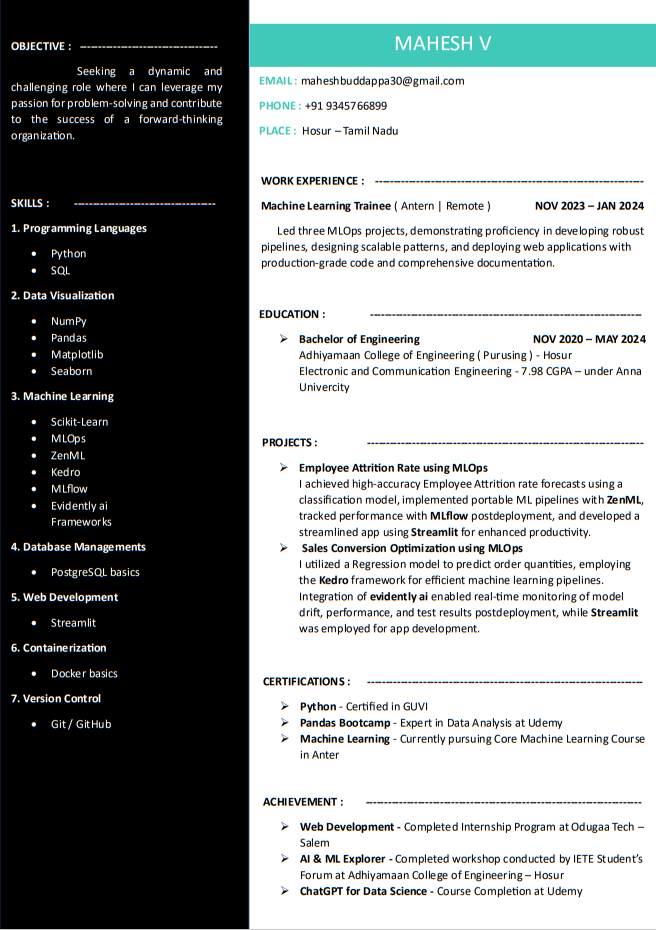 OBJECTIVE : ------------------------------------
Seeking a dynamic and
challenging role where I can leverage my
passion for problem-solving and contribute
to the success of a forward-thinking
organization.
SKILLS : -------------------------------------
1. Programming Languages
• Python
• SQL
2. Data Visualization
• NumPy
• Pandas
• Matplotlib
• Seaborn
3. Machine Learning
• Scikit-Learn
• MLOps
• ZenML
• Kedro
• MLflow
• Evidently ai
Frameworks
4. Database Managements
• PostgreSQL basics
5. Web Development
• Streamlit
6. Containerization
• Docker basics
7. Version Control
• Git / GitHub
MAHESH V
EMAIL : maheshbuddappa30@gmail.com
PHONE : +91 9345766899
PLACE : Hosur – Tamil Nadu
WORK EXPERIENCE : ----------------------------------------------------------------------
Machine Learning Trainee ( Antern | Remote ) NOV 2023 – JAN 2024
Led three MLOps projects, demonstrating proficiency in developing robust
pipelines, designing scalable patterns, and deploying web applications with
production-grade code and comprehensive documentation.
EDUCATION : ----------------------------------------------------------------------
➢ Bachelor of Engineering NOV 2020 – MAY 2024
Adhiyamaan College of Engineering ( Purusing ) - Hosur
Electronic and Communication Engineering - 7.98 CGPA – under Anna
Univercity
PROJECTS : ------------------------------------------------------------------------
➢ Employee Attrition Rate using MLOps
I achieved high-accuracy Employee Attrition rate forecasts using a
classification model, implemented portable ML pipelines with ZenML,
tracked performance with MLflow postdeployment, and developed a
streamlined app using Streamlit for enhanced productivity.
➢ Sales Conversion Optimization using MLOps
I utilized a Regression model to predict order quantities, employing
the Kedro framework for efficient machine learning pipelines.
Integration of evidently ai enabled real-time monitoring of model
drift, performance, and test results postdeployment, while Streamlit
was employed for app development.
CERTIFICATIONS : ------------------------------------------------------------------------
➢ Python - Certified in GUVI
➢ Pandas Bootcamp - Expert in Data Analysis at Udemy
➢ Machine Learning - Currently pursuing Core Machine Learning Course
in Anter
ACHIEVEMENT : ------------------------------------------------------------------------
➢ Web Development - Completed Internship Program at Odugaa Tech –
Salem
➢ AI & ML Explorer - Completed workshop conducted by IETE Student's
Forum at Adhiyamaan College of Engineering – Hosur
➢ ChatGPT for Data Science - Course Completion at Udemy